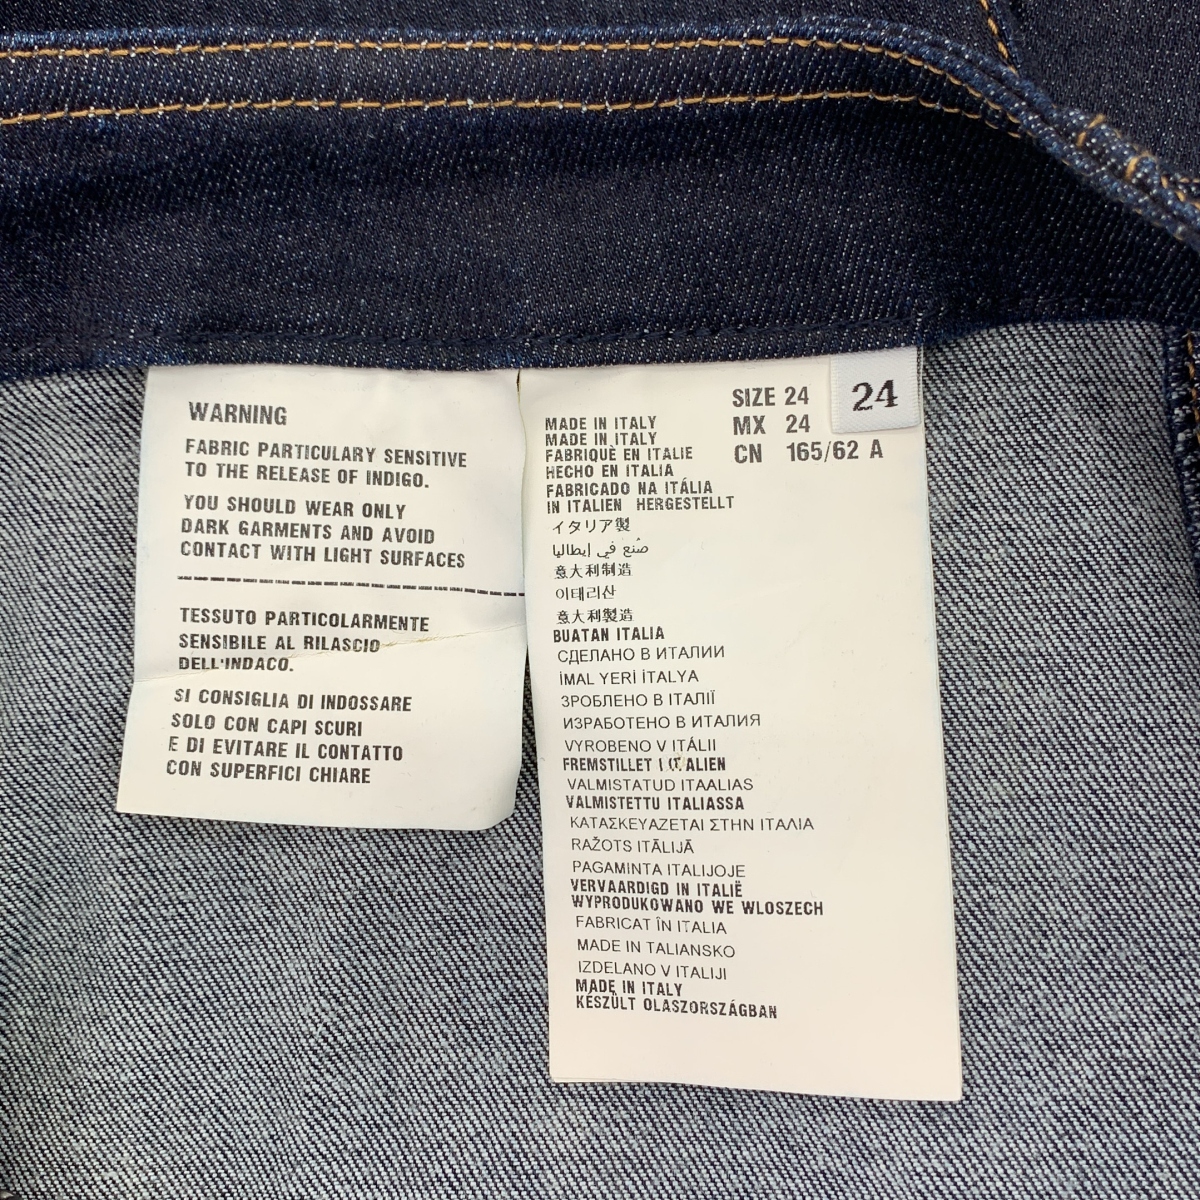 WARNING
FABRIC PARTICULARY SENSITIVE
TO THE RELEASE OF INDIGO.
YOU SHOULD WEAR ONLY
DARK GARMENTS AND AVOID
CONTACT WITH LIGHT SURFACES
TESSUTO PARTICOLARMENTE
SENSIBILE AL RILASCIO
DELL'INDACO.
SI CONSIGLIA DI INDOSSARE
SOLO CON CAPI SCURI
E DI EVITARE IL CONTATTO
CON SUPERFICI CHIARE
SIZE 24
MX 24
CN 165/62 A
24
MADE IN ITALY
MADE IN ITALY
FABRIQUÈ EN ITALIE
HECHO EN ITALIA
FABRICADO NA ITÁLIA
IN ITALIEN HERGESTELLT
イタリア製
صُنع في إيطاليا
意大利制造
이태리산
意大利製造
BUATAN ITALIA
СДЕЛАНО В ИТАЛИИ
İMAL YERİ İTALYA
ЗРОБЛЕНО В ІТАЛІЇ
ИЗРАБОТЕНО В ИТАЛИЯ
VYROBENO V ITÁLII
FREMSTILLET I ITALIEN
VALMISTATUD ITAALIAS
VALMISTETTU ITALIASSA
ΚΑΤΑΣΚΕΥΑΖΕΤΑΙ ΣΤΗΝ ΙΤΑΛΙΑ
RAŽOTS ITĀLIJĀ
PAGAMINTA ITALIJOJE
VERVAARDIGD IN ITALIË
WYPRODUKOWANO WE WLOSZECH
FABRICAT ÎN ITALIA
MADE IN TALIANSKO
IZDELANO V ITALIJI
MADE IN ITALY
KÉSZÜLT OLASZORSZÁGBAN